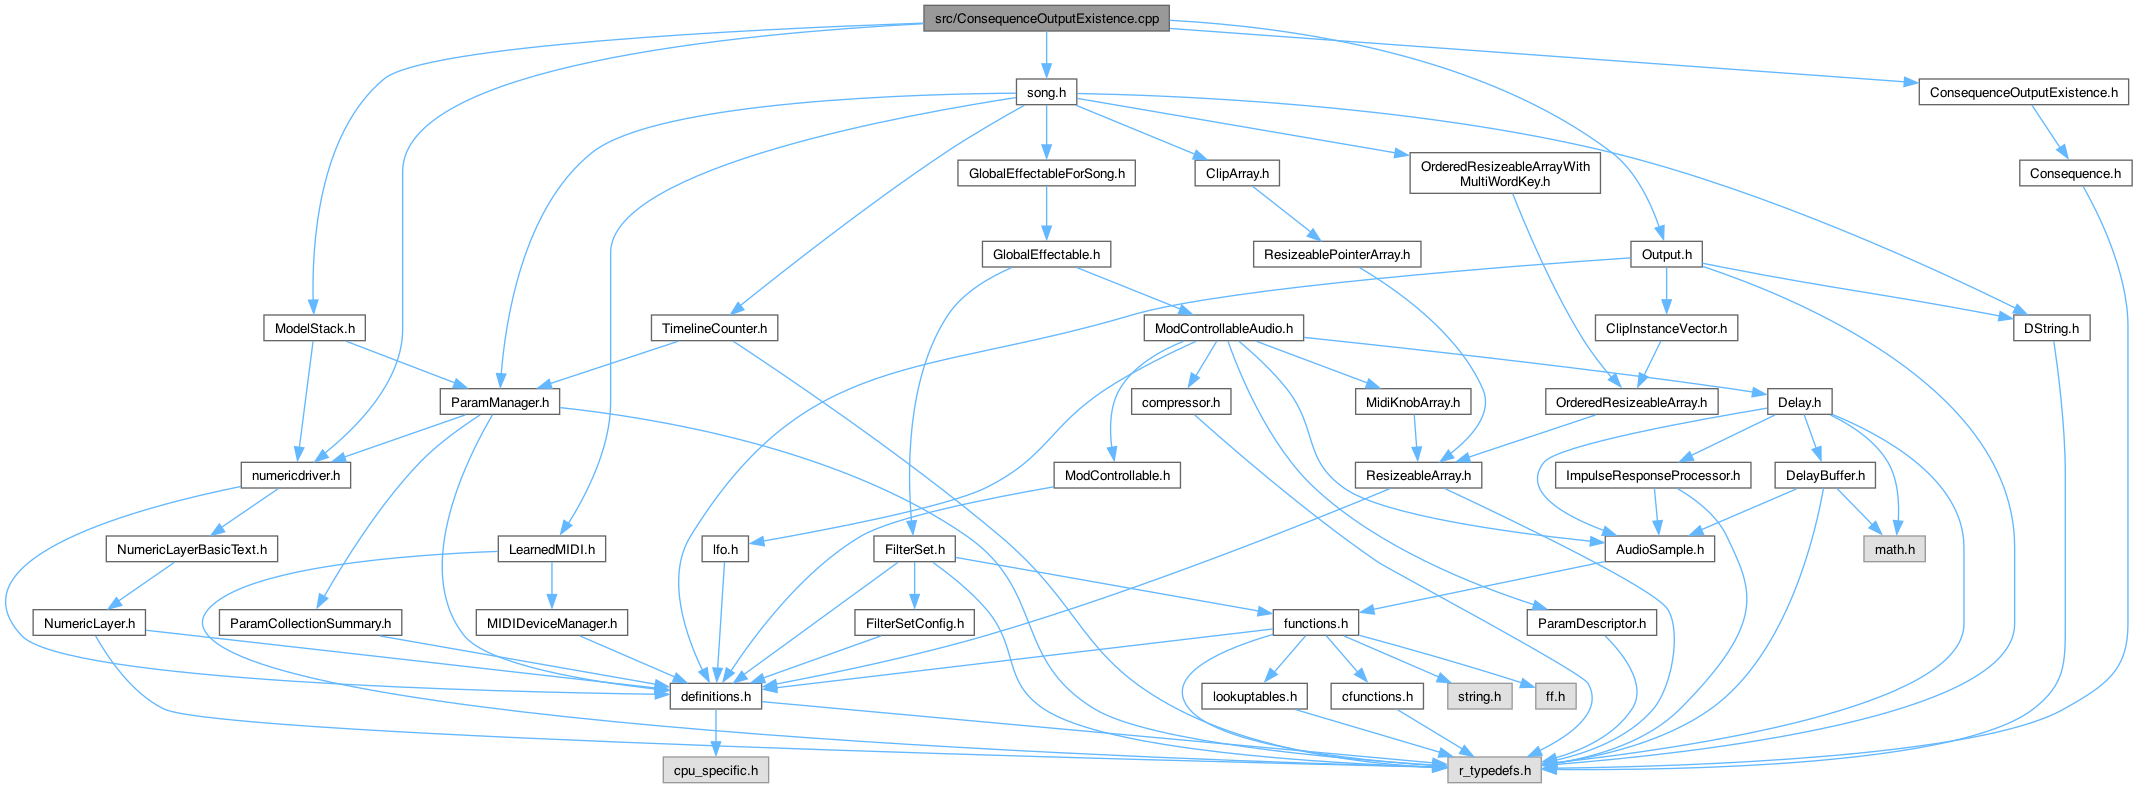 src/ConsequenceOutputExistence.cpp
song.h
ConsequenceOutputExistence.h
GlobalEffectableForSong.h
ClipArray.h
OrderedResizeableArrayWith
MultiWordKey.h
Consequence.h
GlobalEffectable.h
ResizeablePointerArray.h
Output.h
ModelStack.h
TimelineCounter.h
ModControllableAudio.h
ClipInstanceVector.h
DString.h
ParamManager.h
compressor.h
MidiKnobArray.h
OrderedResizeableArray.h
Delay.h
numericdriver.h
ModControllable.h
ResizeableArray.h
ImpulseResponseProcessor.h
DelayBuffer.h
NumericLayerBasicText.h
LearnedMIDI.h
lfo.h
FilterSet.h
AudioSample.h
math.h
NumericLayer.h
ParamCollectionSummary.h
MIDIDeviceManager.h
FilterSetConfig.h
functions.h
ParamDescriptor.h
definitions.h
lookuptables.h
cfunctions.h
string.h
ff.h
cpu_specific.h
r_typedefs.h